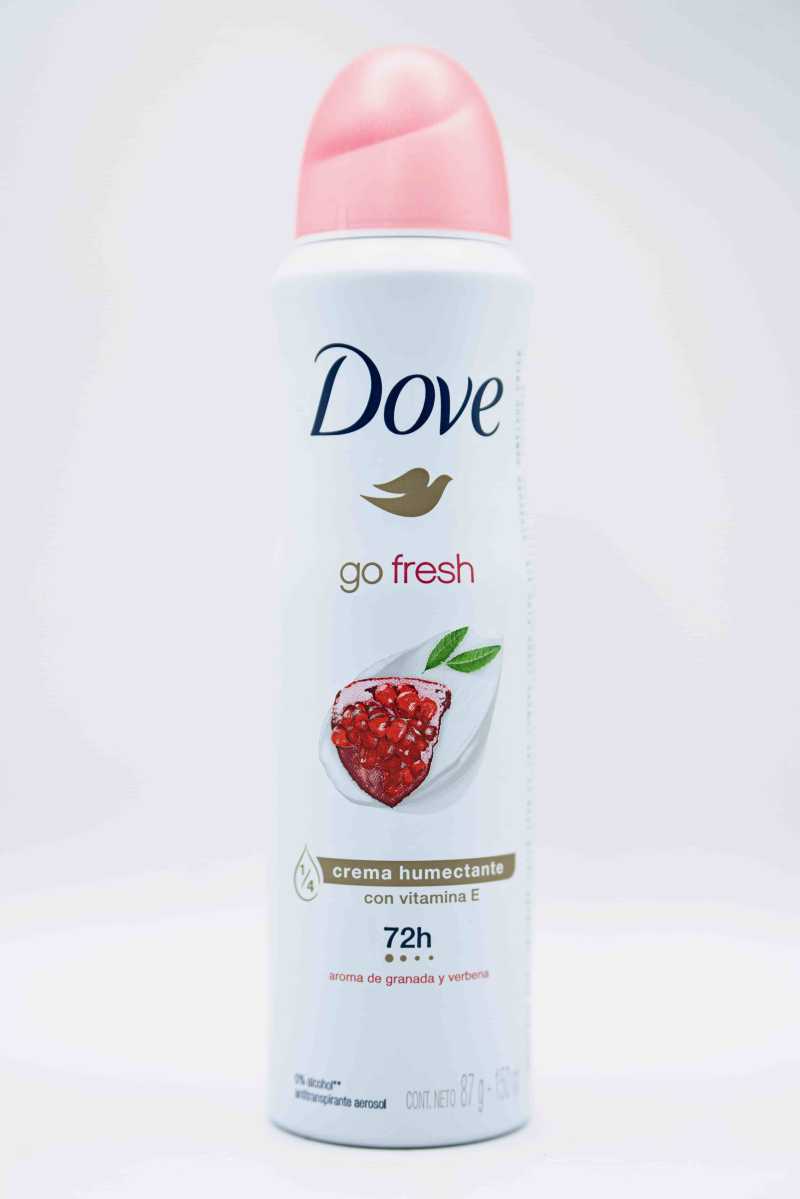 Dove
go fresh
1/4
crema humectante
con vitamina E
72h
aroma de granada y verbena
0% alcohol**
antitranspirante aerosol
CONT. NETO 87 g - 150